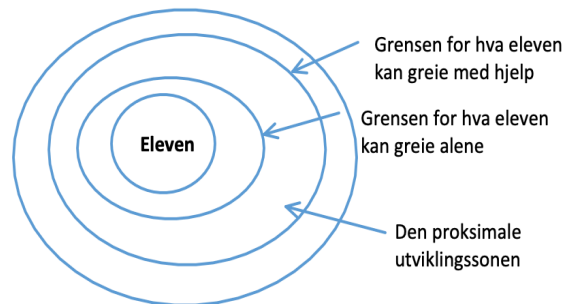 Grensen for hva eleven
kan greie med hjelp
Grensen for hva eleven
kan greie alene
Eleven
Den proksimale
utviklingssonen